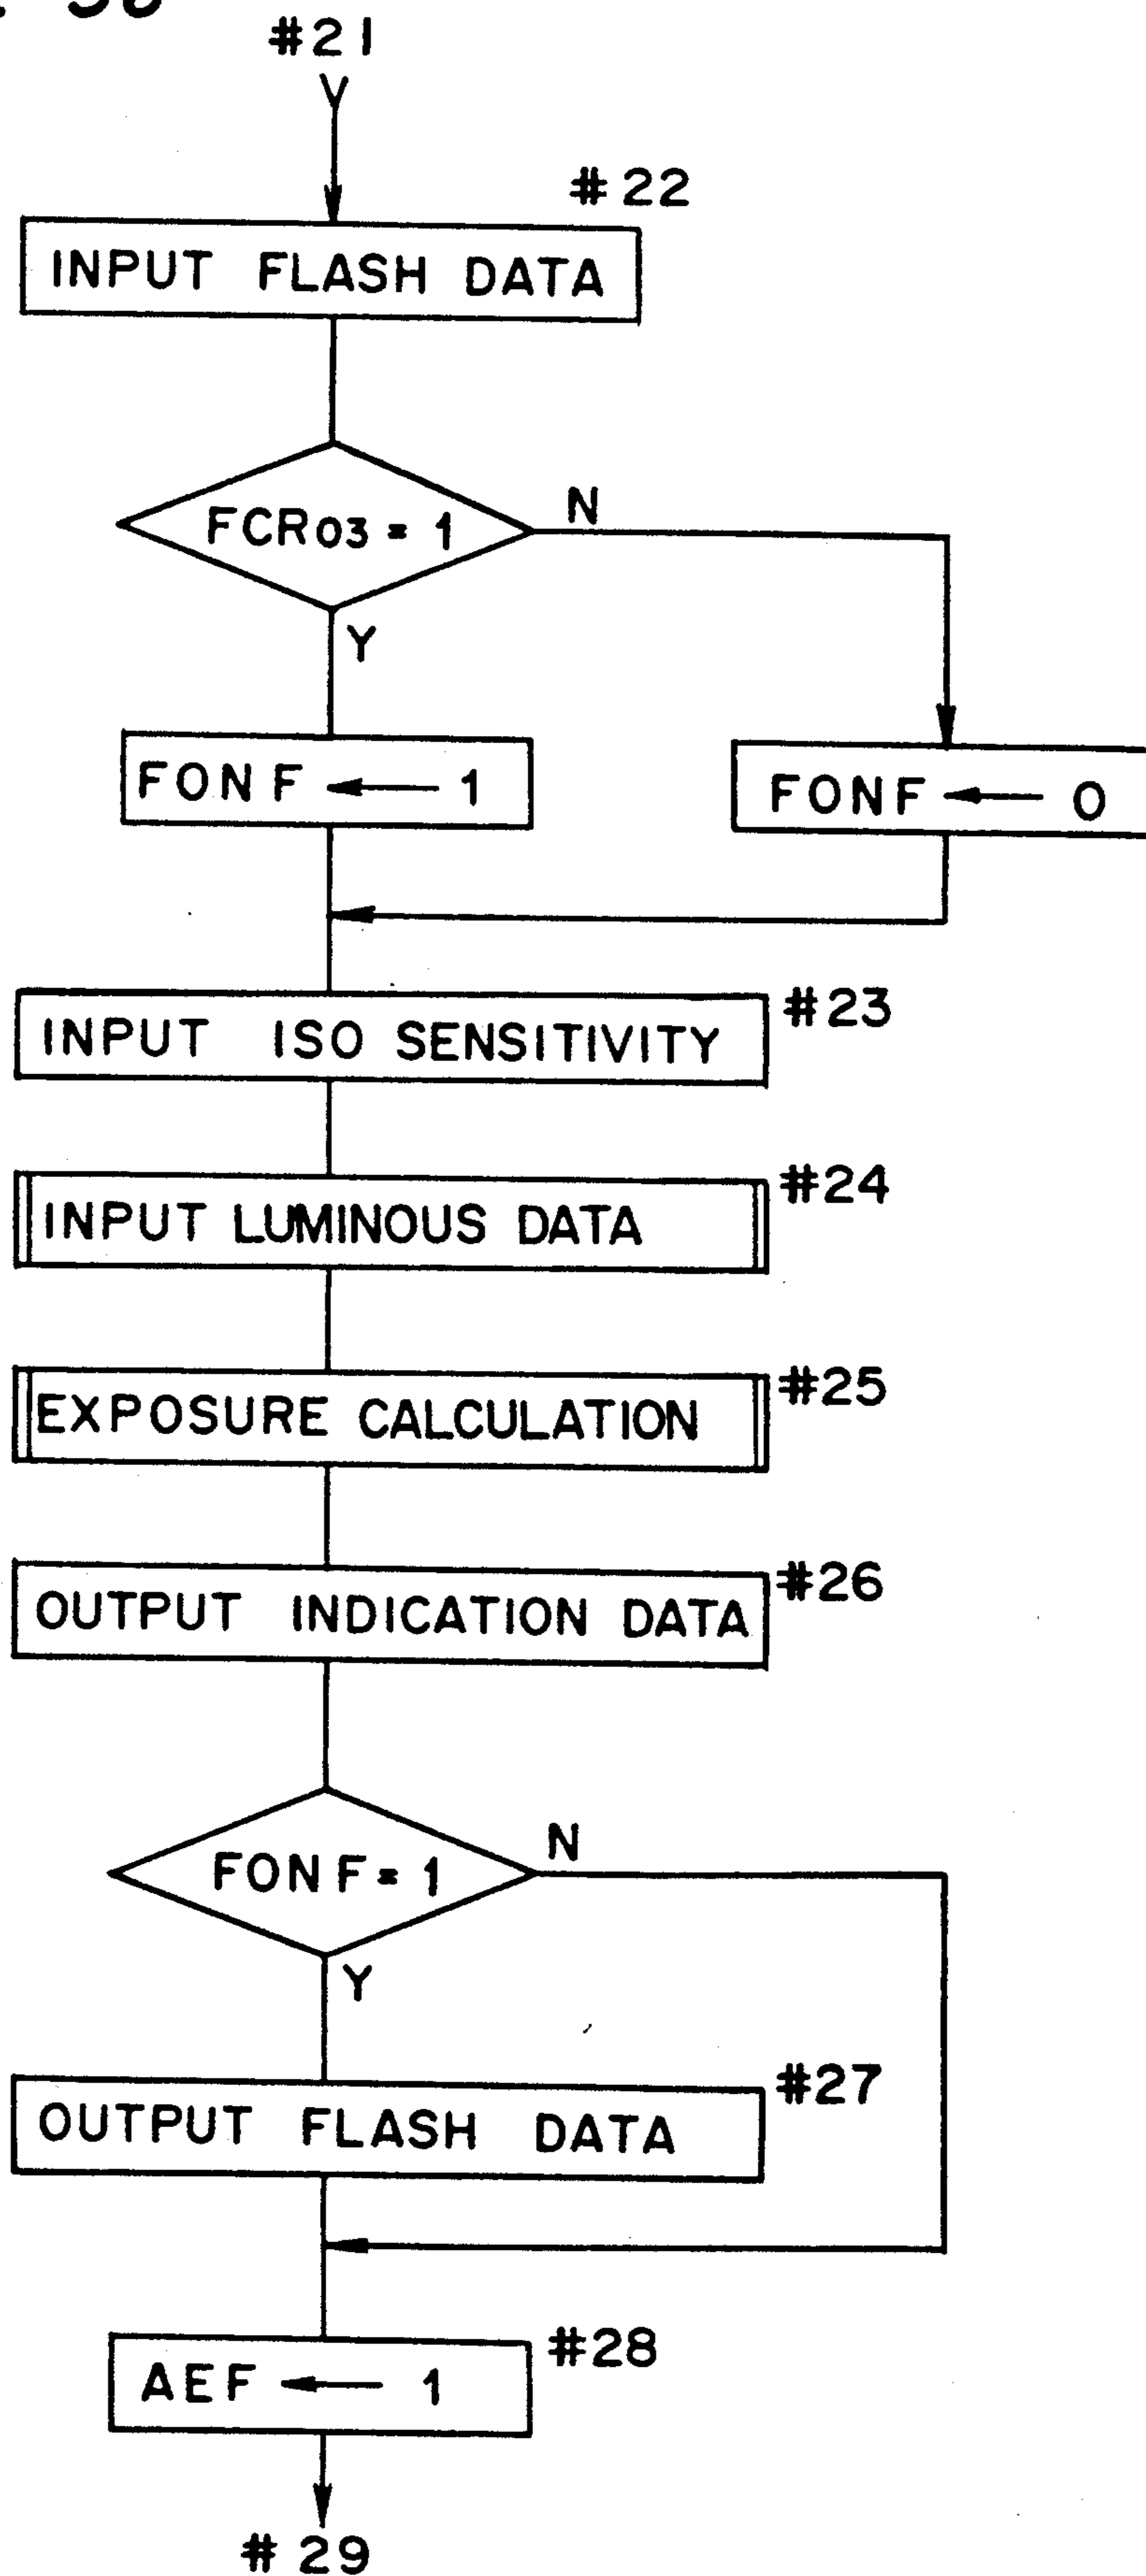 #21
#22
INPUT FLASH DATA
FCR03 = 1
N
Y
FONF ← 1
FONF ← 0
INPUT ISO SENSITIVITY
#23
INPUT LUMINOUS DATA
#24
EXPOSURE CALCULATION
#25
OUTPUT INDICATION DATA
#26
FONF = 1
N
Y
OUTPUT FLASH DATA
#27
AEF ← 1
#28
#29